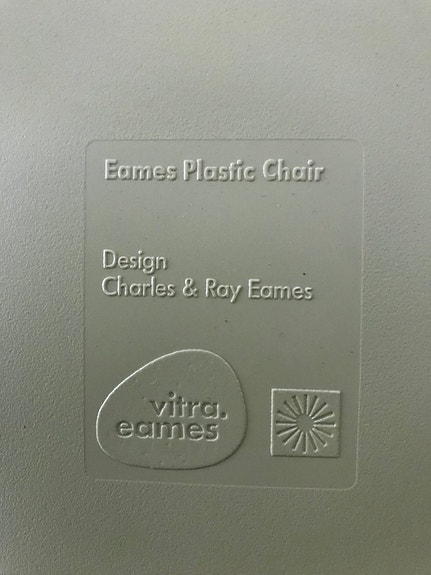 Eames Plastic Chair
Design
Charles & Ray Eames
vitra.
eames